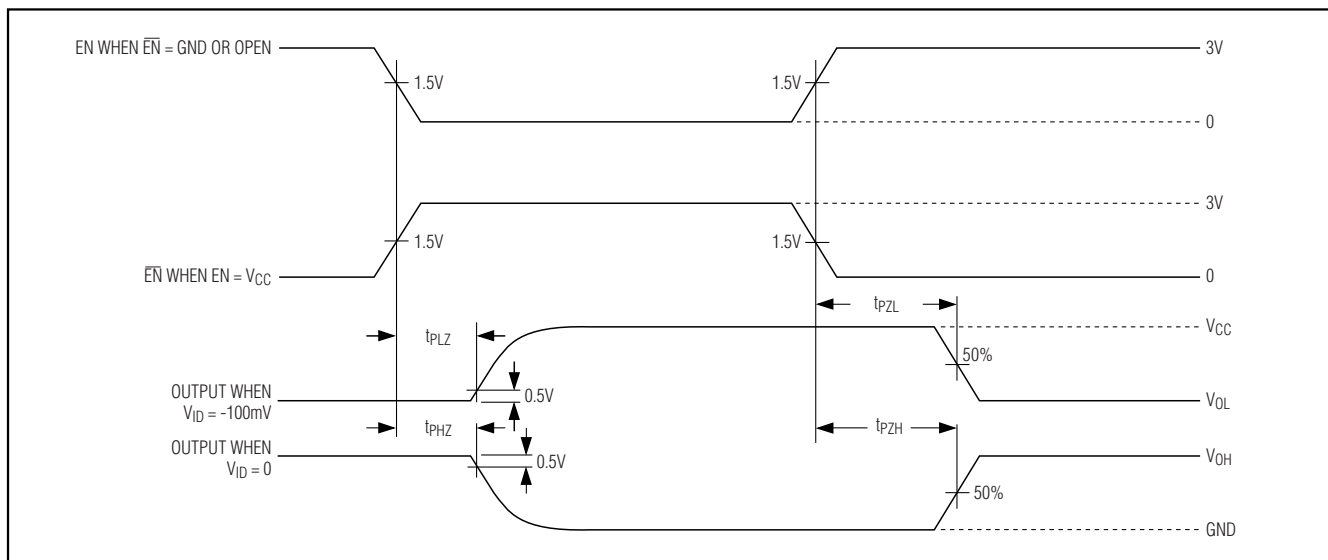 EN WHEN E̅N̅ = GND OR OPEN
3V
1.5V
1.5V
0
3V
1.5V
1.5V
E̅N̅ WHEN EN = VCC
0
tPZL
tPLZ
VCC
50%
OUTPUT WHEN
VID = -100mV
0.5V
VOL
tPHZ
tPZH
OUTPUT WHEN
VID = 0
0.5V
VOH
50%
GND